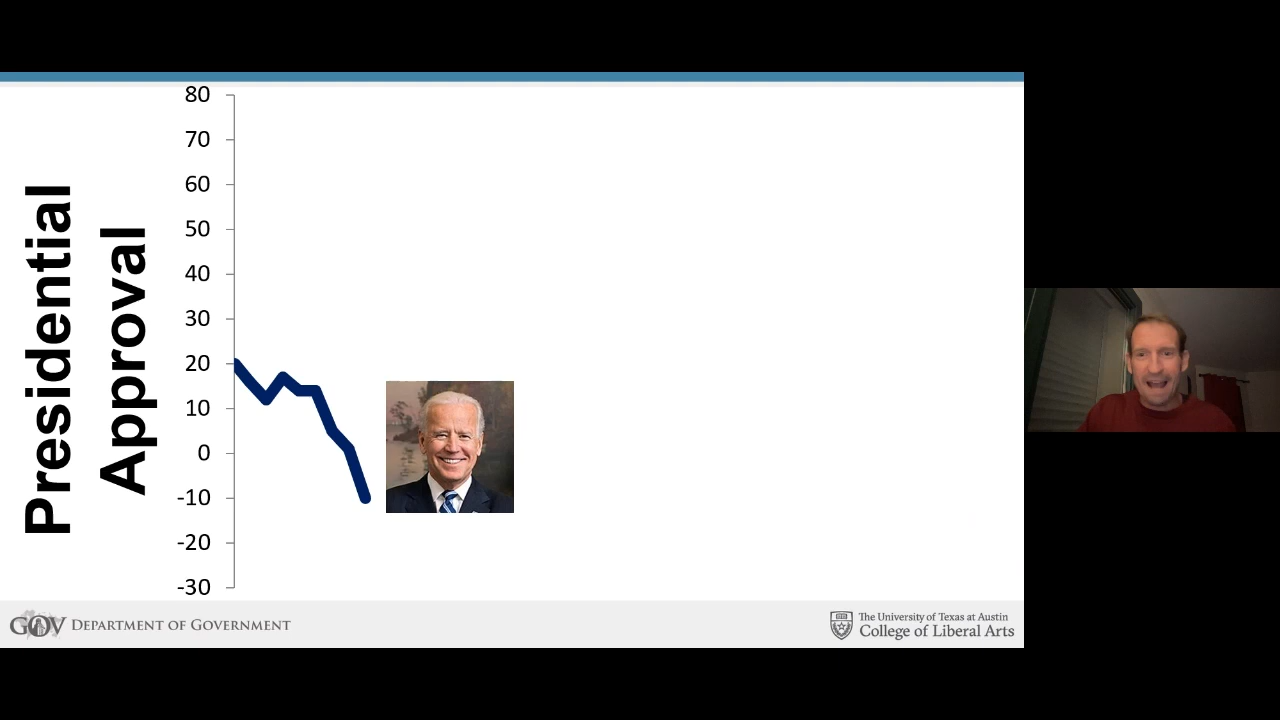 Presidential
Approval
80
70
60
50
40
30
20
10
0
-10
-20
-30
GOV DEPARTMENT OF GOVERNMENT
The University of Texas at Austin
College of Liberal Arts